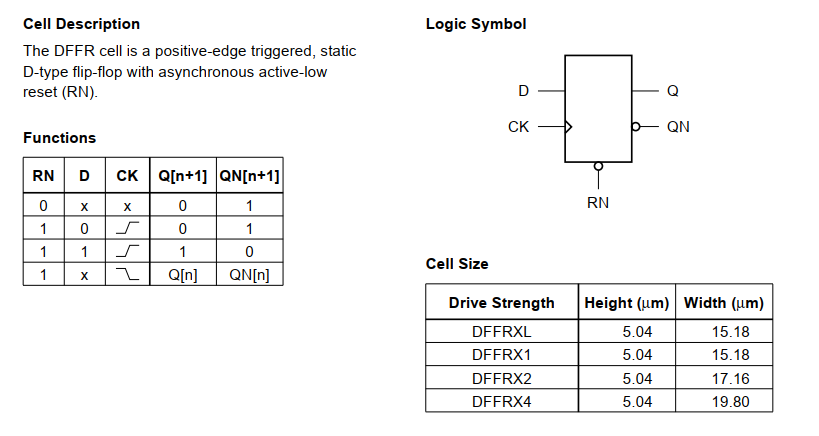 Cell Description
The DFFR cell is a positive-edge triggered, static
D-type flip-flop with asynchronous active-low
reset (RN).
Functions
RN D CK Q[n+1] QN[n+1]
0 x x 0 1
1 0 0 1
1 1 1 0
1 x Q[n] QN[n]
Logic Symbol
D Q
CK QN
RN
Cell Size
Drive Strength Height (μm) Width (μm)
DFFRXL 5.04 15.18
DFFRX1 5.04 15.18
DFFRX2 5.04 17.16
DFFRX4 5.04 19.80